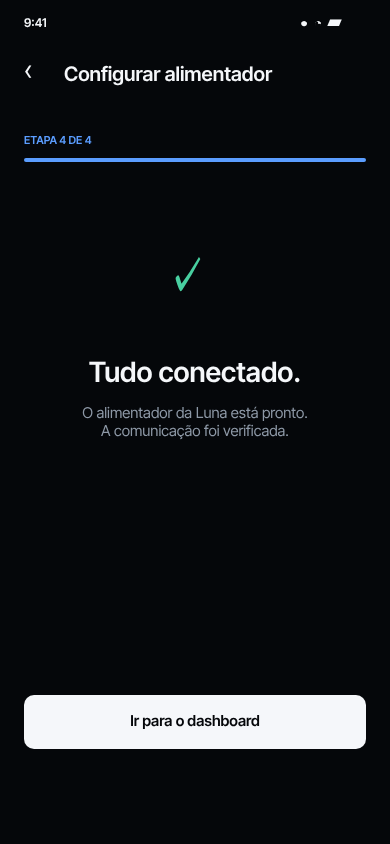 9:41
Configurar alimentador
ETAPA 4 DE 4
Tudo conectado.
O alimentador da Luna está pronto.
A comunicação foi verificada.
Ir para o dashboard